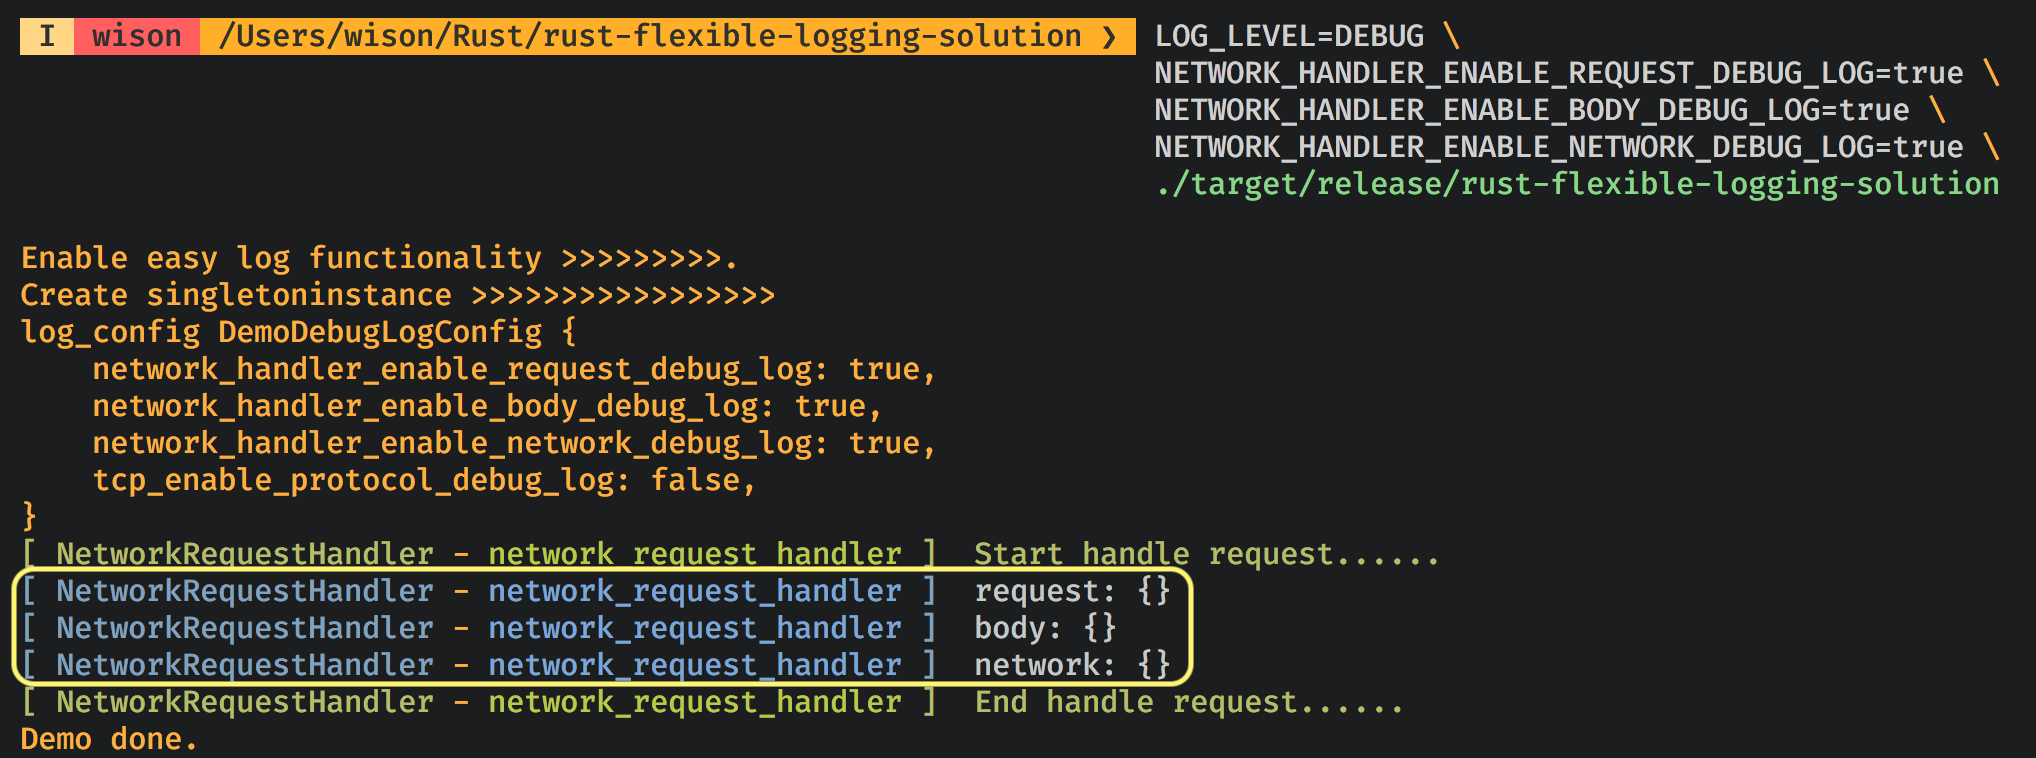 I wison /Users/wison/Rust/rust-flexible-logging-solution ❯ LOG_LEVEL=DEBUG \
NETWORK_HANDLER_ENABLE_REQUEST_DEBUG_LOG=true \
NETWORK_HANDLER_ENABLE_BODY_DEBUG_LOG=true \
NETWORK_HANDLER_ENABLE_NETWORK_DEBUG_LOG=true \
./target/release/rust-flexible-logging-solution
Enable easy log functionality >>>>>>>>>.
Create singletoninstance >>>>>>>>>>>>>>>>>
log_config DemoDebugLogConfig {
    network_handler_enable_request_debug_log: true,
    network_handler_enable_body_debug_log: true,
    network_handler_enable_network_debug_log: true,
    tcp_enable_protocol_debug_log: false,
}
[ NetworkRequestHandler - network_request_handler ]  Start handle request......
[ NetworkRequestHandler - network_request_handler ]  request: {}
[ NetworkRequestHandler - network_request_handler ]  body: {}
[ NetworkRequestHandler - network_request_handler ]  network: {}
[ NetworkRequestHandler - network_request_handler ]  End handle request......
Demo done.